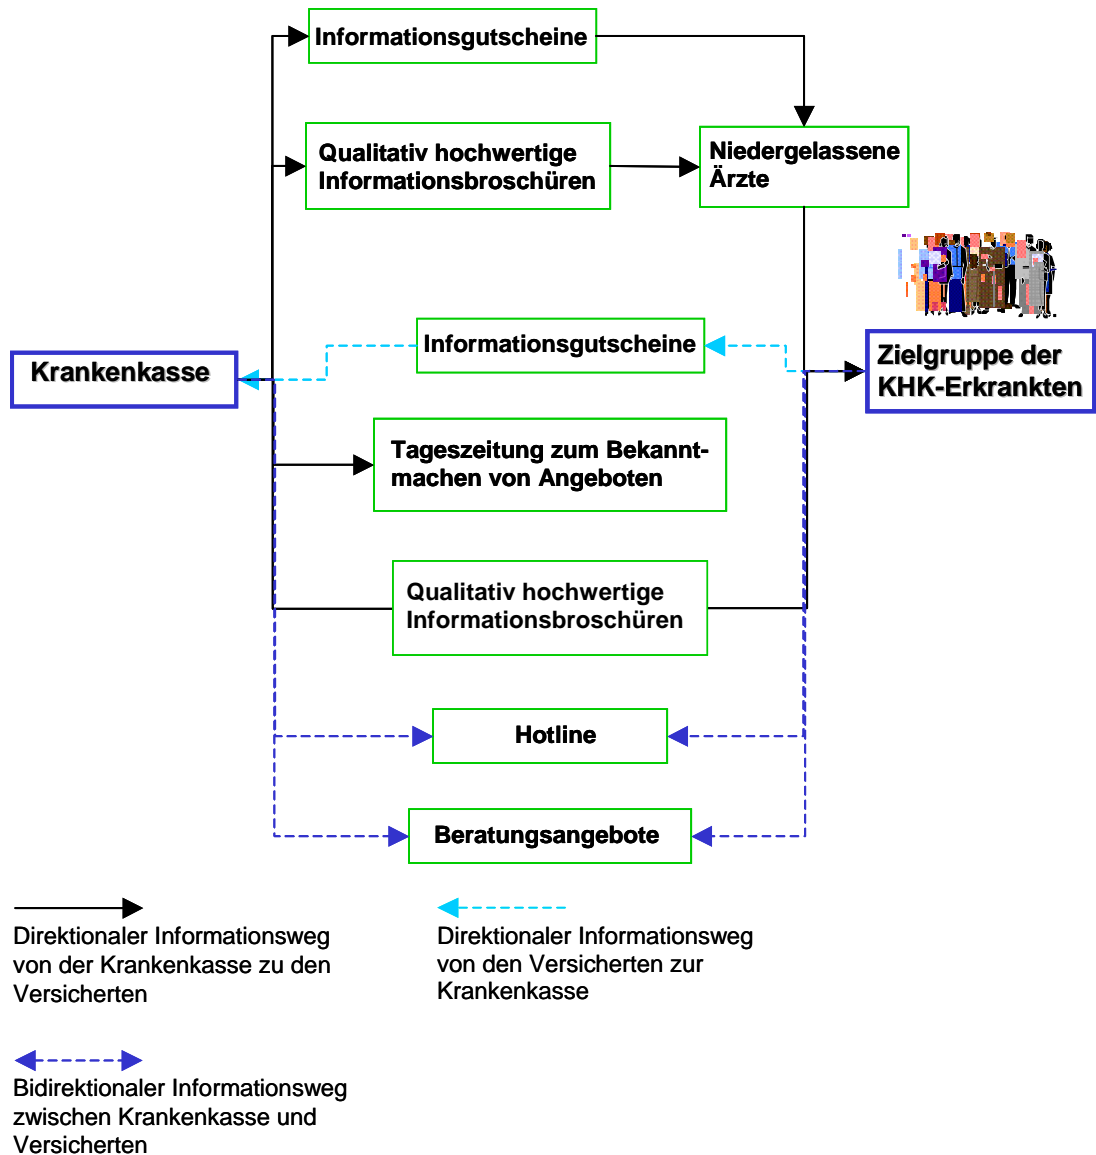 Informationsgutscheine
Qualitativ hochwertige
Informationsbroschüren
Niedergelassene
Ärzte
Informationsgutscheine
Krankenkasse
Zielgruppe der
KHK-Erkrankten
Tageszeitung zum Bekannt-
machen von Angeboten
Qualitativ hochwertige
Informationsbroschüren
Hotline
Beratungsangebote
Direktionaler Informationsweg
von der Krankenkasse zu den
Versicherten
Direktionaler Informationsweg
von den Versicherten zur
Krankenkasse
Bidirektionaler Informationsweg
zwischen Krankenkasse und
Versicherten